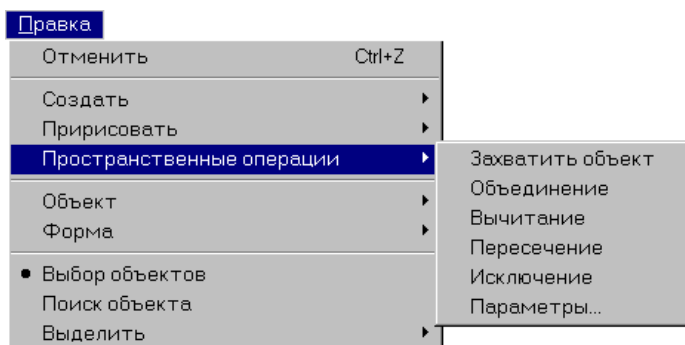 Правка
Отменить Ctrl+Z
Создать
Пририсовать
Пространственные операции
Объект
Форма
Выбор объектов
Поиск объекта
Выделить
Захватить объект
Объединение
Вычитание
Пересечение
Исключение
Параметры...